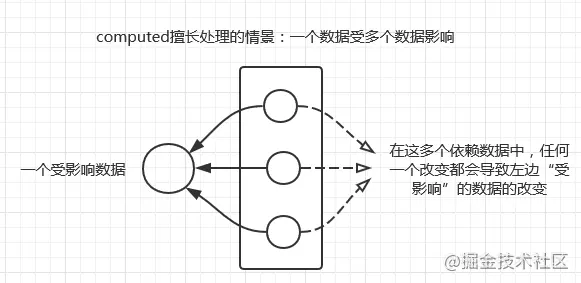 computed擅长处理的情景：一个数据受多个数据影响
一个受影响数据
在这多个依赖数据中，任何
一个改变都会导致左边“受
影响”的数据的改变
@掘金技术社区